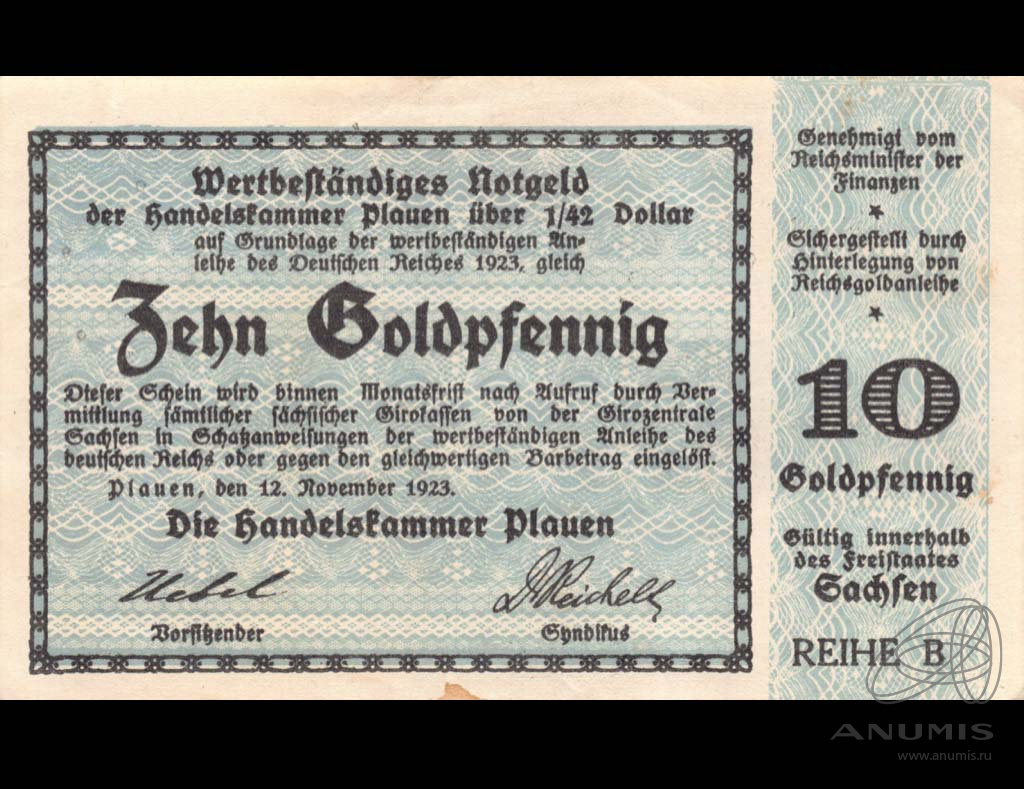 Wertbeständiges Notgeld
der Handelskammer Plauen über 1/42 Dollar
auf Grundlage der wertbeständigen An-
leihe des Deutschen Reiches 1923, gleich
Zehn Goldpfennig
Dieser Schein wird binnen Monatsfrist nach Aufruf durch Ver-
mittlung sämtlicher sächsischer Girokassen von der Girozentrale
Sachsen in Schatzanweisungen der wertbeständigen Anleihe des
deutschen Reichs oder gegen den gleichwertigen Barbetrag eingelöst.
Plauen, den 12. November 1923.
Die Handelskammer Plauen
Uebel
Dr Reichelt
Vorsitzender
Syndikus
Genehmigt vom
Reichsminister der
Finanzen
Sichergestellt durch
Hinterlegung von
Reichsgoldanleihe
10
Goldpfennig
Gültig innerhalb
des Freistaates
Sachsen
REIHE B
ANUMIS
www.anumis.ru